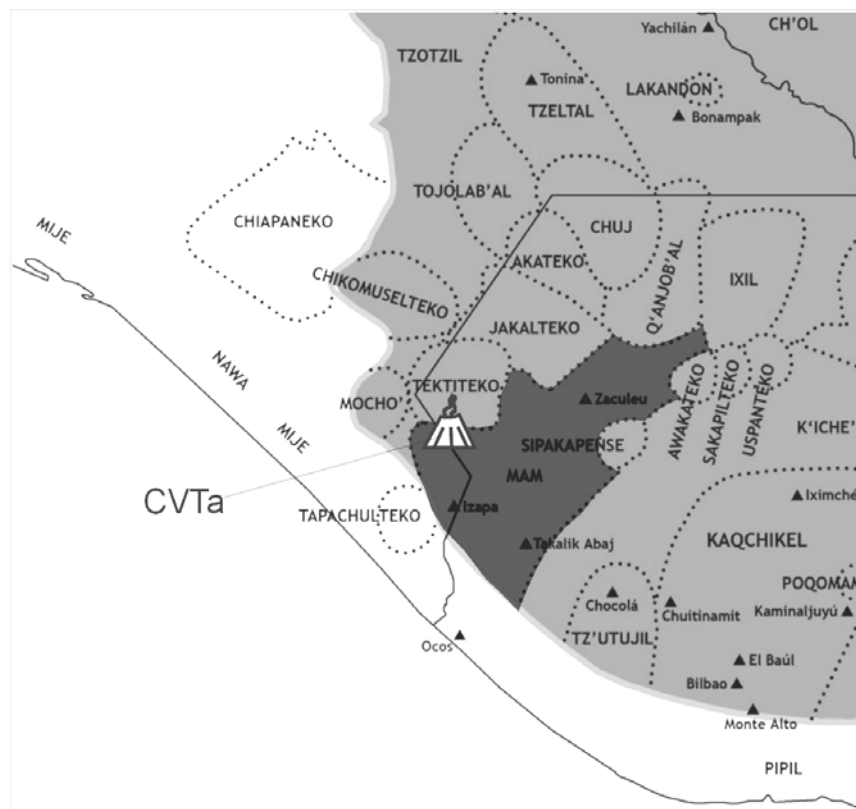 Yachilán
CH'OL
TZOTZIL
Tonina
LAKANDON
TZELTAL
Bonampak
TOJOLAB'AL
CHIAPANEKO
CHUJ
MIJE
AKATEKO
Q'ANJOB'AL
IXIL
CHIKOMUSELTEKO
JAKALTEKO
NAWA
TEKTITEKO
MOCHO'
Zaculeu
AWAKATEKO
SAKAPILTEKO
USPANTEKO
MIJE
SIPAKAPENSE
K'ICHE'
MAM
CVTa
Iximché
Izapa
TAPACHULTEKO
Takalik Abaj
KAQCHIKEL
POQOMAM
Chocolá
Chuitinamit
Kaminaljuyú
TZ'UTUJIL
Ocos
El Baúl
Bilbao
Monte Alto
PIPIL